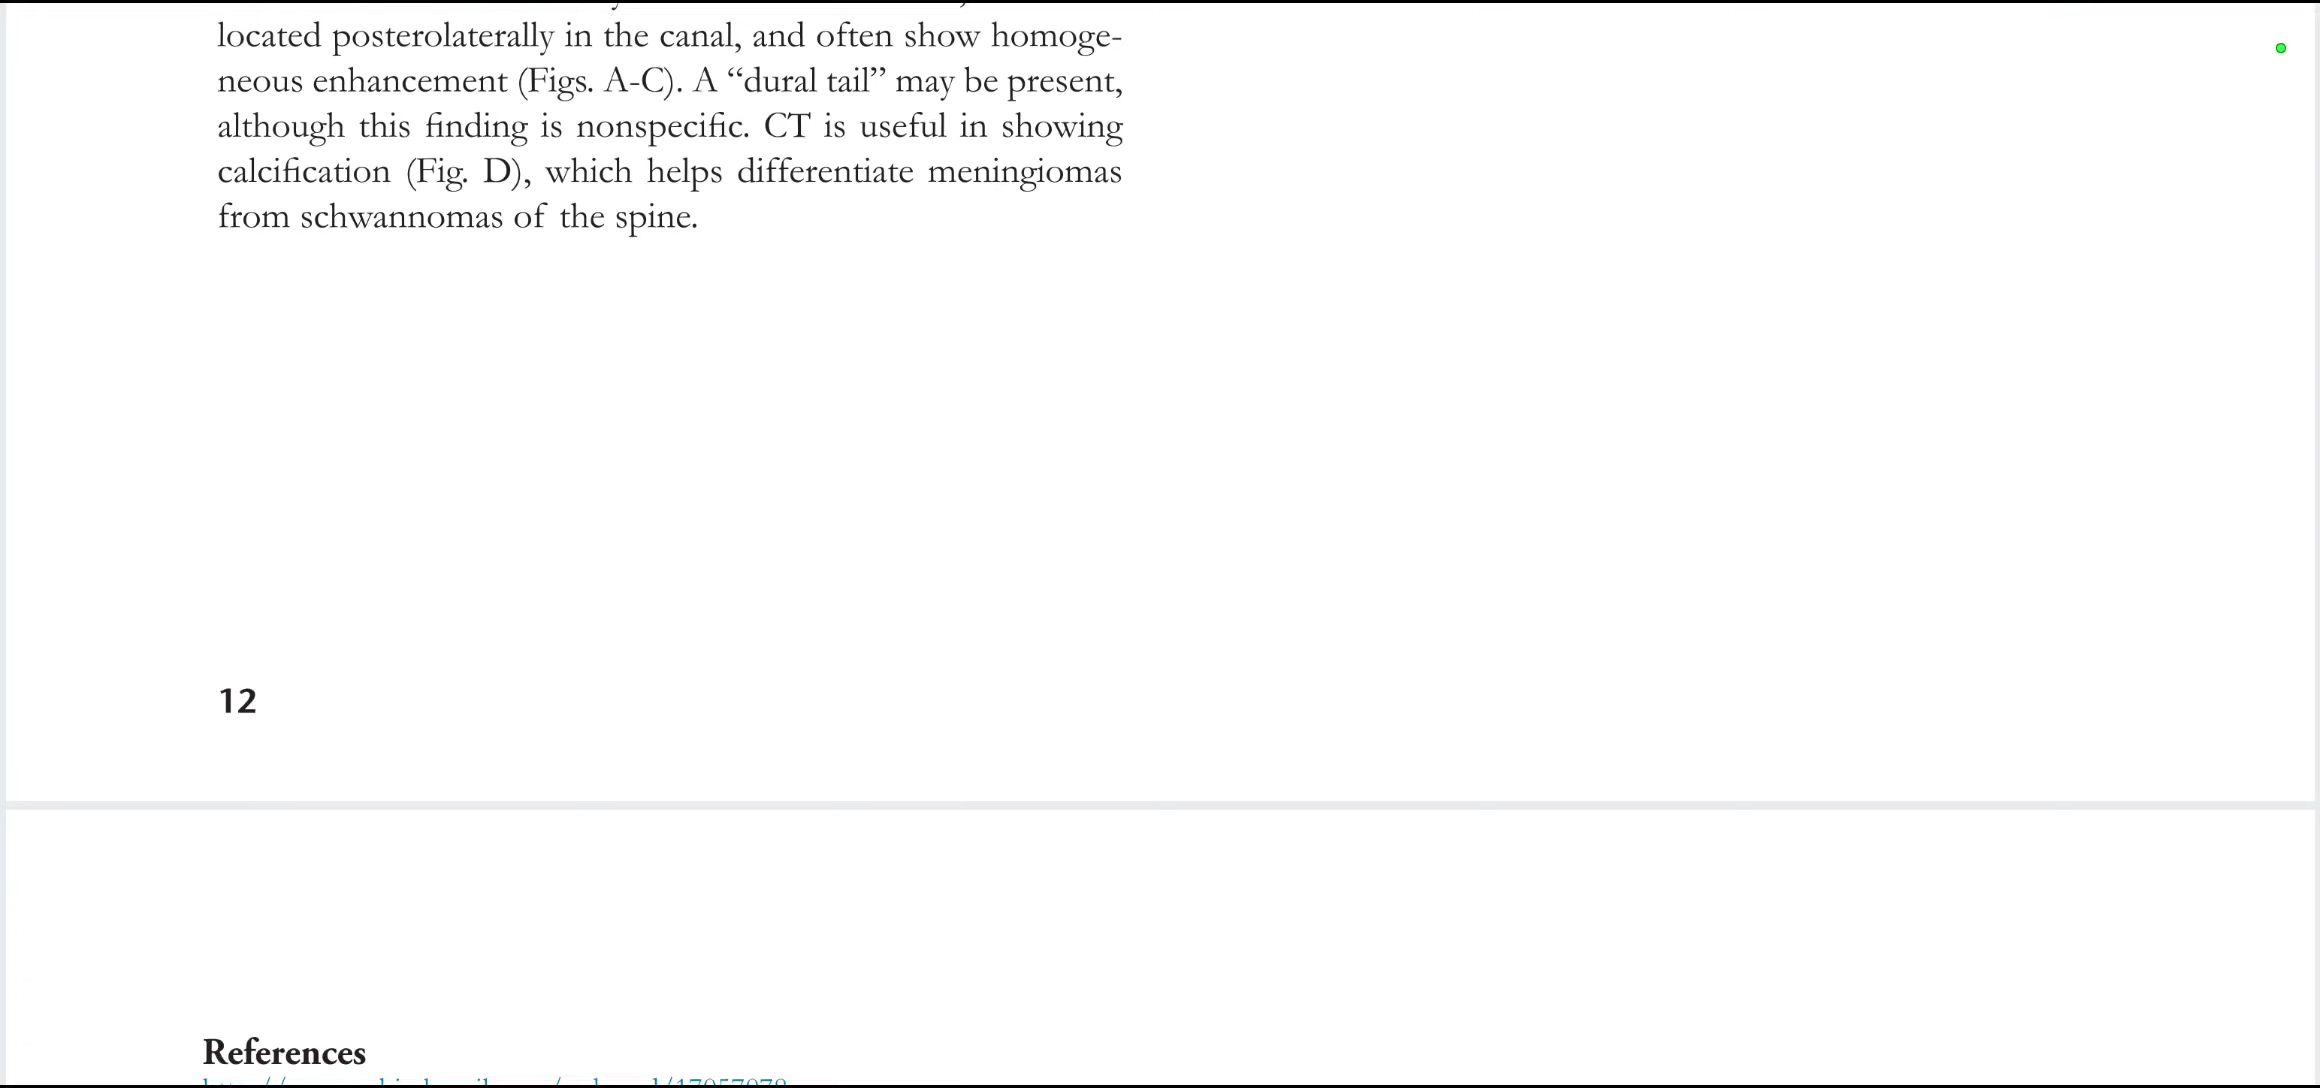 located posterolaterally in the canal, and often show homoge-
neous enhancement (Figs. A-C). A “dural tail” may be present,
although this finding is nonspecific. CT is useful in showing
calcification (Fig. D), which helps differentiate meningiomas
from schwannomas of the spine.
12
References